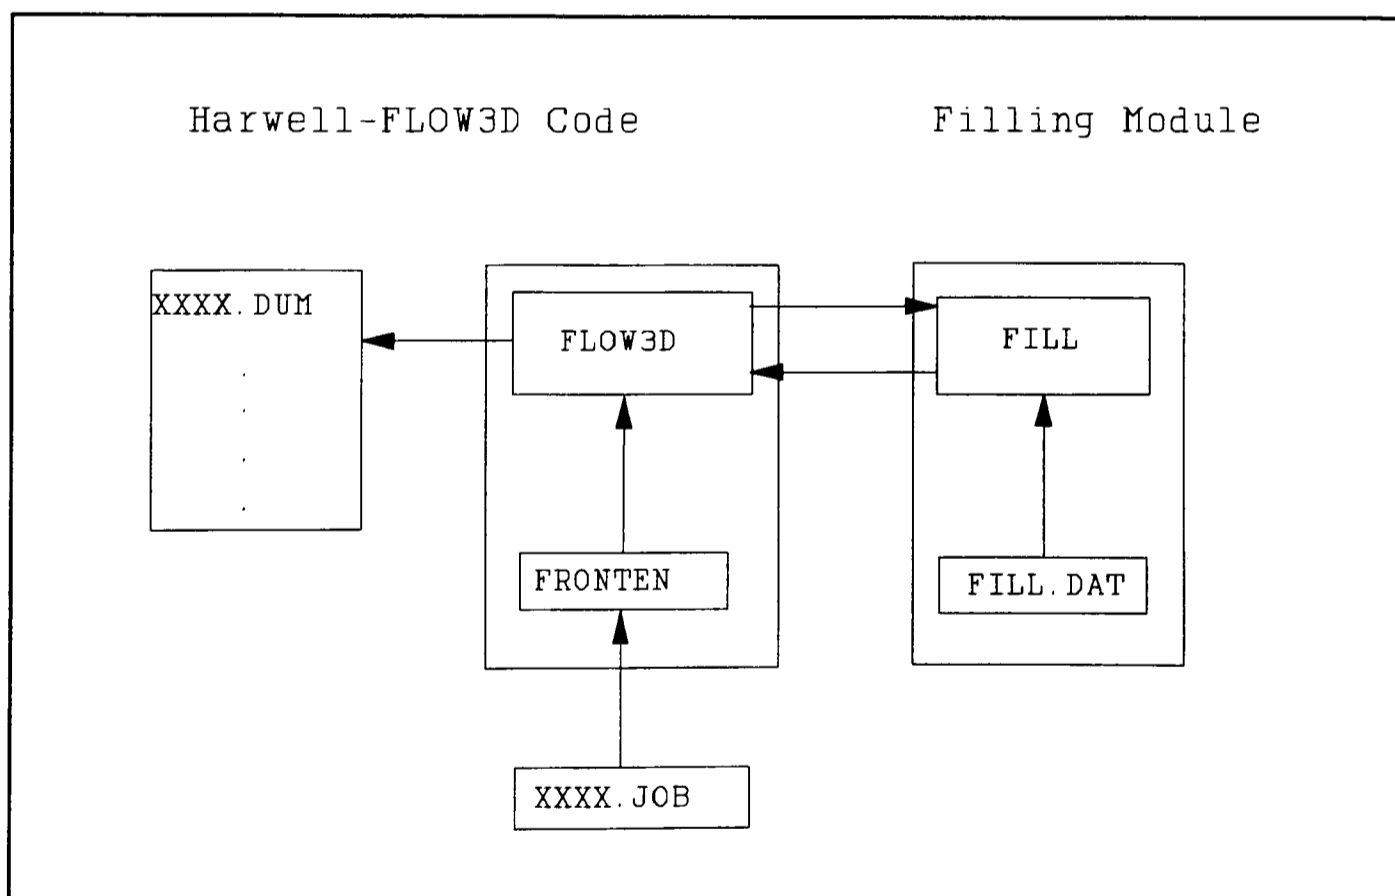 Harwell-FLOW3D Code
Filling Module
XXXX.DUM
.
.
.
.
FLOW3D
FILL
FRONTEN
FILL.DAT
XXXX.JOB